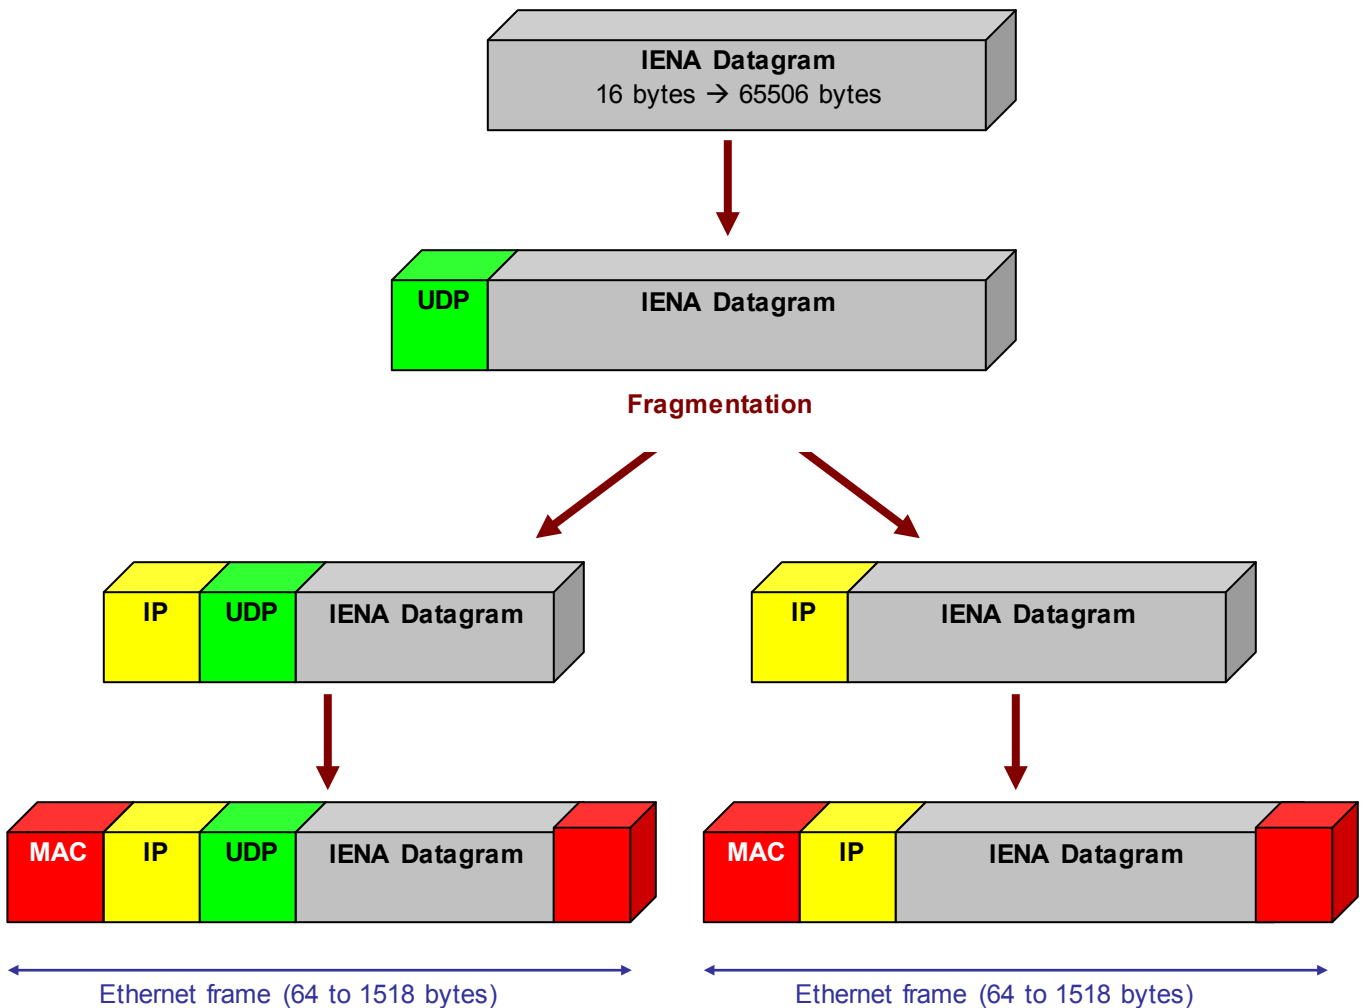 IENA Datagram
16 bytes → 65506 bytes
UDP IENA Datagram
Fragmentation
IP UDP IENA Datagram IP IENA Datagram
MAC IP UDP IENA Datagram MAC IP IENA Datagram
Ethernet frame (64 to 1518 bytes) Ethernet frame (64 to 1518 bytes)